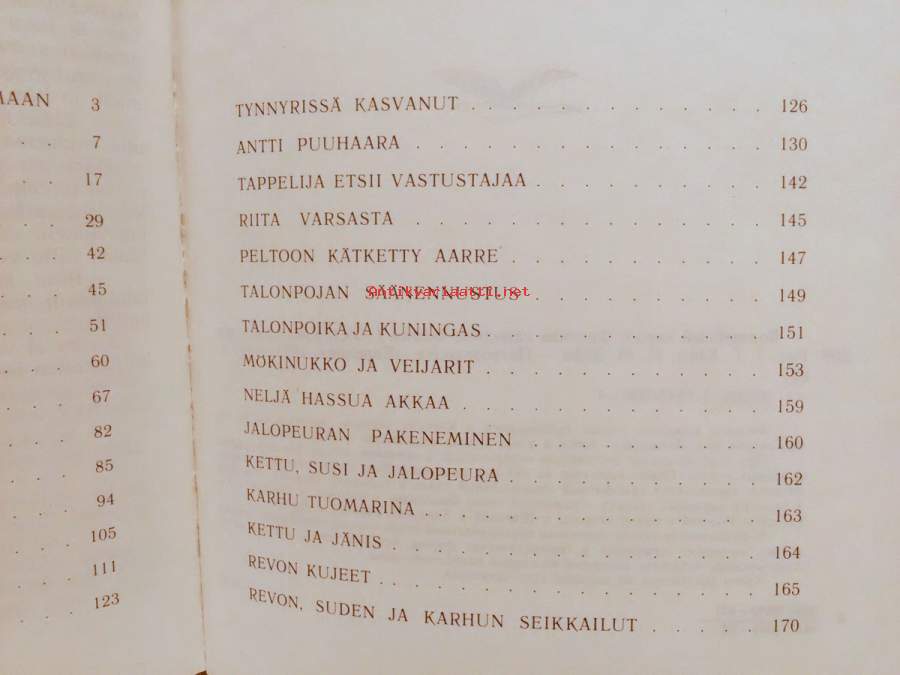 MAAN 3
. . . 7
. . . 17
. . . 29
. . . 42
. . . 45
. . . 51
. . . 60
. . . 67
. . . 82
. . . 85
. . . 94
. . . 105
. . . 111
. . . 123
TYNNYRISSÄ KASVANUT . . . . . . . . . . . 126
ANTTI PUUHAARA . . . . . . . . . . . . . 130
TAPPELIJA ETSII VASTUSTAJAA . . . . . . . . . 142
RIITA VARSASTA . . . . . . . . . . . . . 145
PELTOON KÄTKETTY AARRE . . . . . . . . . . 147
TALONPOJAN SÄÄNENNUSTUS . . . . . . . . . 149
antikvariaatti.net
TALONPOIKA JA KUNINGAS . . . . . . . . . . . 151
MÖKINUKKO JA VEIJARIT . . . . . . . . . . . 153
NELJÄ HASSUA AKKAA . . . . . . . . . . . . 159
JALOPEURAN PAKENEMINEN . . . . . . . . . 160
KETTU, SUSI JA JALOPEURA . . . . . . . . . . 162
KARHU TUOMARINA . . . . . . . . . . . . . 163
KETTU JA JÄNIS . . . . . . . . . . . . . . 164
REVON KUJEET . . . . . . . . . . . . . . 165
REVON, SUDEN JA KARHUN SEIKKAILUT . . . . . 170